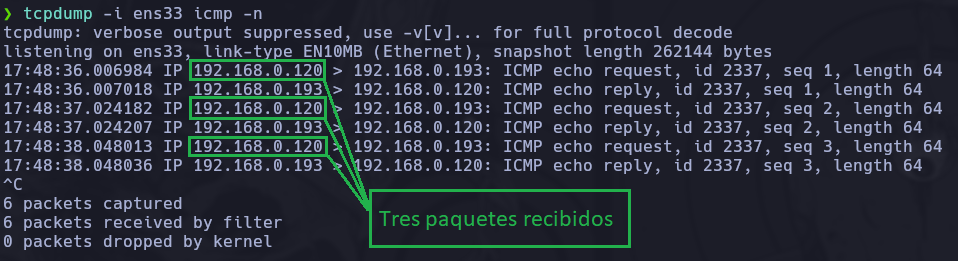 ❯ tcpdump -i ens33 icmp -n
tcpdump: verbose output suppressed, use -v[v]... for full protocol decode
listening on ens33, link-type EN10MB (Ethernet), snapshot length 262144 bytes
17:48:36.006984 IP 192.168.0.120 > 192.168.0.193: ICMP echo request, id 2337, seq 1, length 64
17:48:36.007018 IP 192.168.0.193 > 192.168.0.120: ICMP echo reply, id 2337, seq 1, length 64
17:48:37.024182 IP 192.168.0.120 > 192.168.0.193: ICMP echo request, id 2337, seq 2, length 64
17:48:37.024207 IP 192.168.0.193 > 192.168.0.120: ICMP echo reply, id 2337, seq 2, length 64
17:48:38.048013 IP 192.168.0.120 > 192.168.0.193: ICMP echo request, id 2337, seq 3, length 64
17:48:38.048036 IP 192.168.0.193 > 192.168.0.120: ICMP echo reply, id 2337, seq 3, length 64
^C
6 packets captured
6 packets received by filter
0 packets dropped by kernel
Tres paquetes recibidos